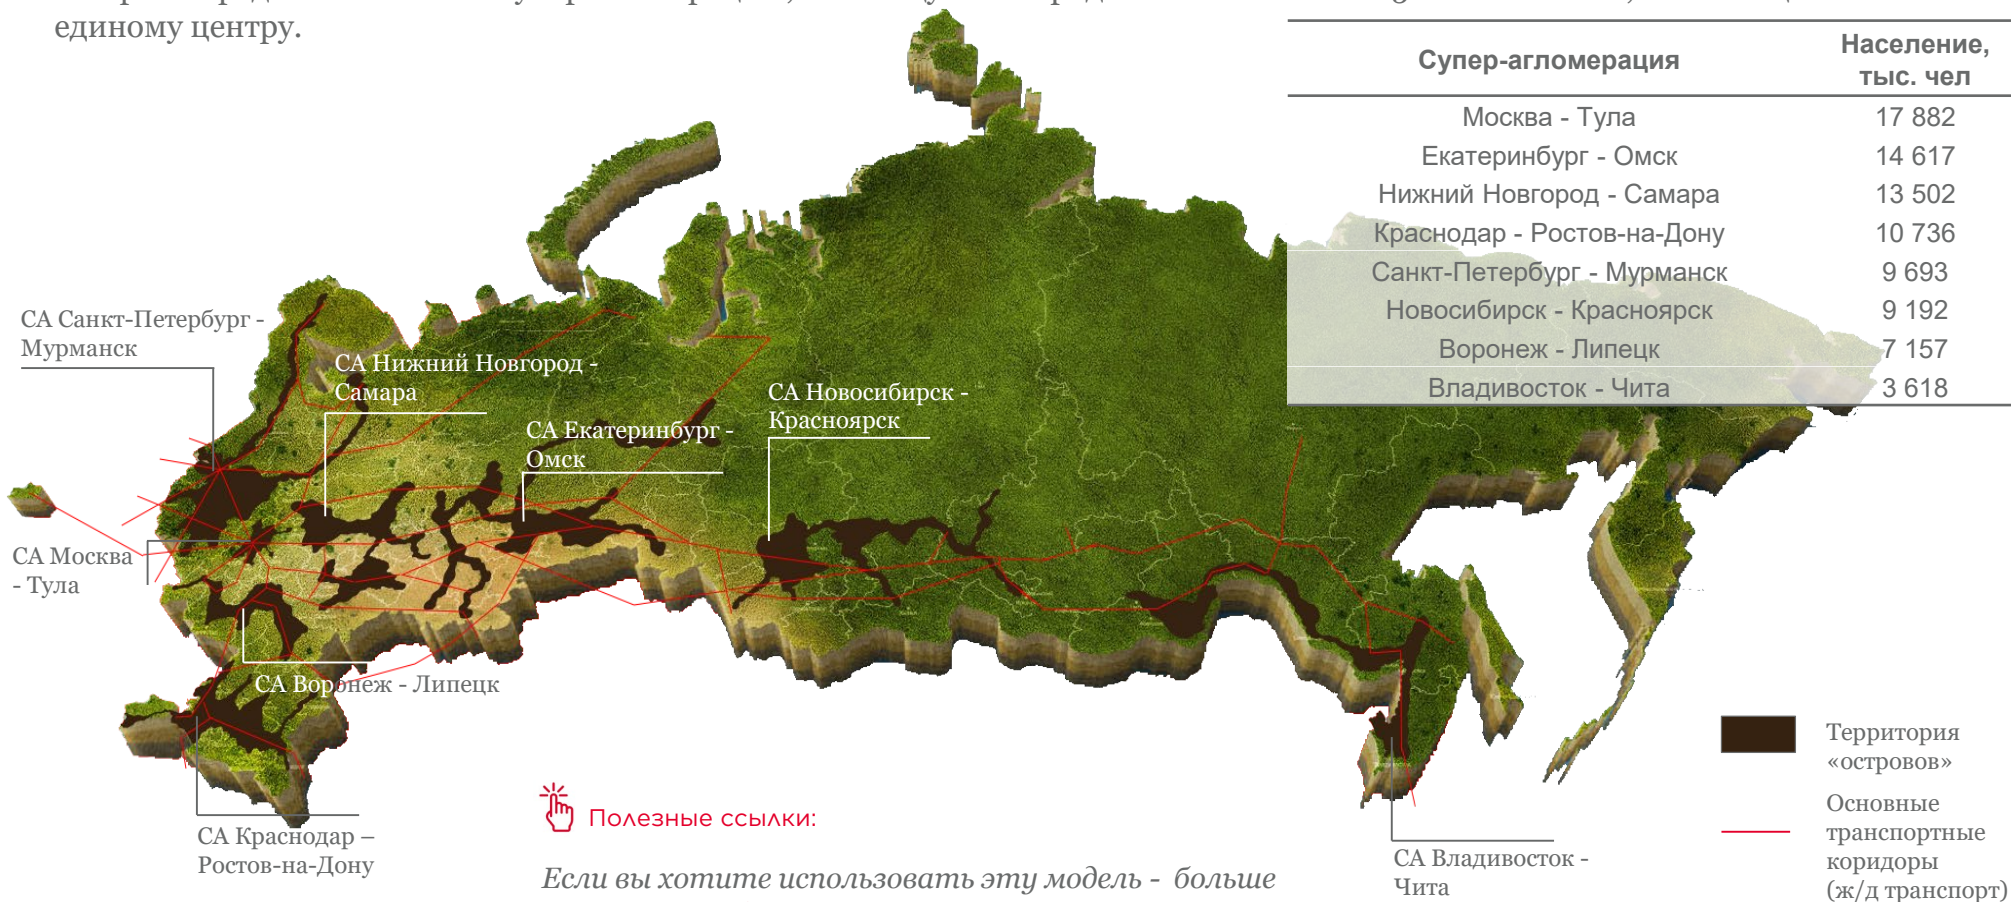 единому центру.
Супер-агломерация
Население,
тыс. чел
Москва - Тула 17 882
Екатеринбург - Омск 14 617
Нижний Новгород - Самара 13 502
Краснодар - Ростов-на-Дону 10 736
Санкт-Петербург - Мурманск 9 693
Новосибирск - Красноярск 9 192
Воронеж - Липецк 7 157
Владивосток - Чита 3 618
СА Санкт-Петербург -
Мурманск
СА Нижний Новгород -
Самара
СА Екатеринбург -
Омск
СА Новосибирск -
Красноярск
СА Москва
- Тула
СА Воронеж - Липецк
СА Краснодар –
Ростов-на-Дону
СА Владивосток -
Чита
Территория
«островов»
Основные
транспортные
коридоры
(ж/д транспорт)
Полезные ссылки:
Если вы хотите использовать эту модель - больше